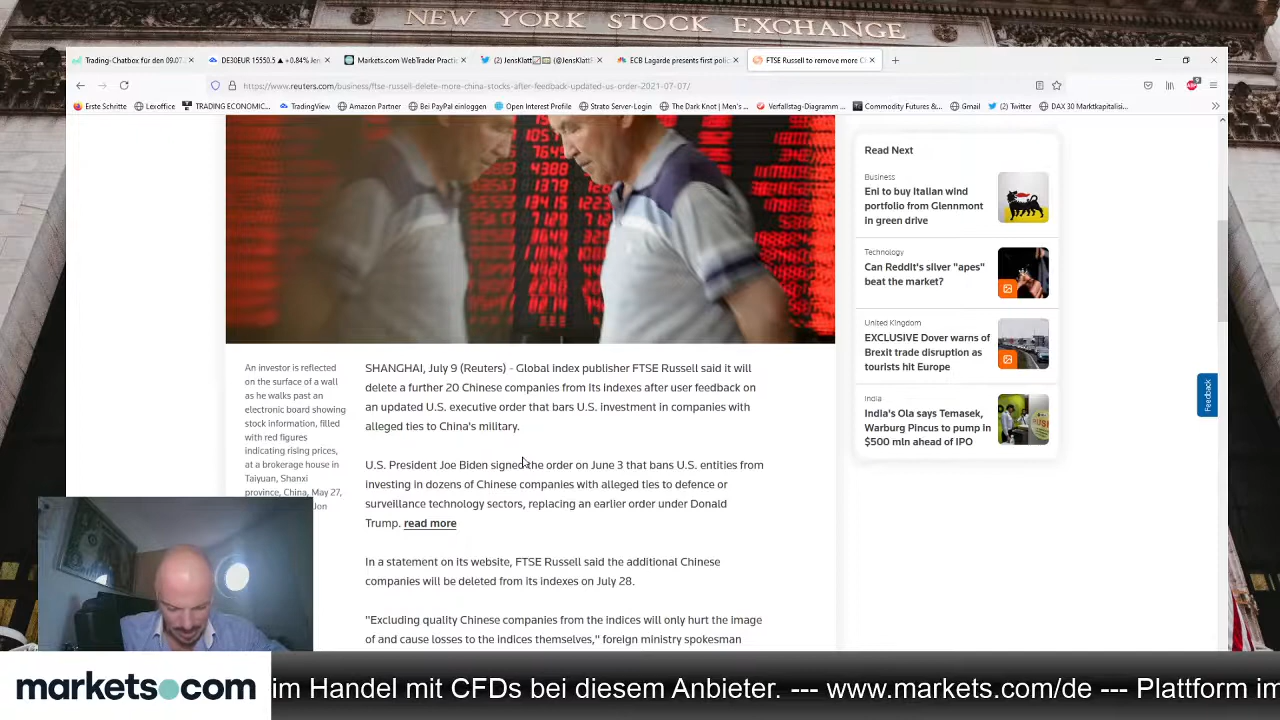 NEW YORK STOCK EXCHANGE
Trading-Chatbox für den 09.07.
DE30EUR 15550.5 ▲ +0.84% Jen
Markets.com WebTrader Practic
(2) JensKlatt
ECB Lagarde presents first poli
FTSE Russell to remove more C
https://www.reuters.com/business/ftse-russell-delete-more-china-stocks-after-feedback-updated-us-order-2021-07-07/
Erste Schritte
Lexoffice
TRADING ECONOMIC...
TradingView
Amazon Partner
Bei PayPal einloggen
Open Interest Profile
Strato Server-Login
The Dark Knot | Men's ...
Verfallstag-Diagramm ...
Commodity Futures &...
Gmail
Twitter
DAX 30 Marktkapitalisi...
Read Next
Business
Eni to buy Italian wind
portfolio from Glennmont
in green drive
Technology
Can Reddit's silver "apes"
beat the market?
United Kingdom
EXCLUSIVE Dover warns of
Brexit trade disruption as
tourists hit Europe
India
India's Ola says Temasek,
Warburg Pincus to pump in
$500 mln ahead of IPO
Feedback
An investor is reflected
on the surface of a wall
as he walks past an
electronic board showing
stock information, filled
with red figures
indicating rising prices,
at a brokerage house in
Taiyuan, Shanxi
province, China, May 27,
Jon
SHANGHAI, July 9 (Reuters) - Global index publisher FTSE Russell said it will
delete a further 20 Chinese companies from its indexes after user feedback on
an updated U.S. executive order that bars U.S. investment in companies with
alleged ties to China's military.
U.S. President Joe Biden signed the order on June 3 that bans U.S. entities from
investing in dozens of Chinese companies with alleged ties to defence or
surveillance technology sectors, replacing an earlier order under Donald
Trump. read more
In a statement on its website, FTSE Russell said the additional Chinese
companies will be deleted from its indexes on July 28.
"Excluding quality Chinese companies from the indices will only hurt the image
of and cause losses to the indices themselves," foreign ministry spokesman
markets.com
im Handel mit CFDs bei diesem Anbieter. --- www.markets.com/de --- Plattform im